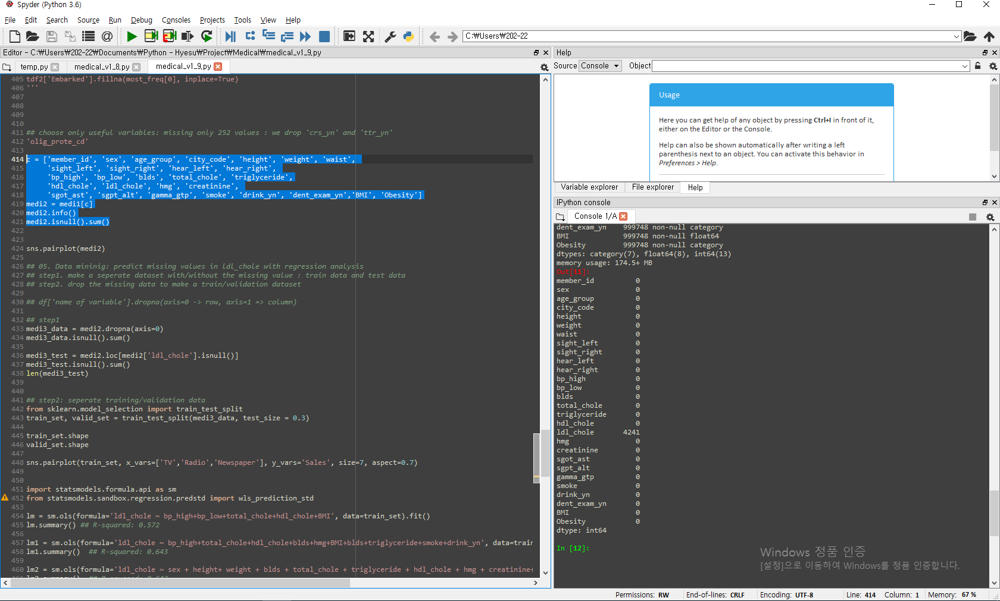 Spyder (Python 3.6)
File Edit Search Source Run Debug Consoles Projects Tools View Help
C:₩Users₩202-22
Editor - C:₩Users₩202-22₩Documents₩Python - Hyesu₩Project₩Medical₩medical_v1_9.py
temp.py medical_v1_8.py medical_v1_9.py
405 tdf2['Embarked'].fillna(most_freq[0], inplace=True)
406 '''
407
408
409
410
411 ## choose only useful variables: missing only 252 values : we drop 'crs_yn' and 'ttr_yn'
412 'olig_prote_cd'
413
414 c = ['member_id', 'sex', 'age_group', 'city_code', 'height', 'weight', 'waist',
415 'sight_left', 'sight_right', 'hear_left', 'hear_right',
416 'bp_high', 'bp_low', 'blds', 'total_chole', 'triglyceride',
417 'hdl_chole', 'ldl_chole', 'hmg', 'creatinine',
418 'sgot_ast', 'sgpt_alt', 'gamma_gtp', 'smoke', 'drink_yn', 'dent_exam_yn','BMI', 'Obesity']
419 medi2 = medi1[c]
420 medi2.info()
421 medi2.isnull().sum()
422
423
424 sns.pairplot(medi2)
425
426 ## 05. Data mininig: predict missing values in ldl_chole with regression analysis
427 ## step1. make a seperate dataset with/without the missing value : train data and test data
428 ## step2. drop the missing data to make a train/validation dataset
429
430 ## df['name of variable'].dropna(axis=0 -> row, axis=1 => column)
431
432 ## step1
433 medi3_data = medi2.dropna(axis=0)
434 medi3_data.isnull().sum()
435
436 medi3_test = medi2.loc[medi2['ldl_chole'].isnull()]
437 medi3_test.isnull().sum()
438 len(medi3_test)
439
440
441 ## step2: seperate training/validation data
442 from sklearn.model_selection import train_test_split
443 train_set, valid_set = train_test_split(medi3_data, test_size = 0.3)
444
445 train_set.shape
446 valid_set.shape
447
448 sns.pairplot(train_set, x_vars=['TV','Radio','Newspaper'], y_vars='Sales', size=7, aspect=0.7)
449
450
451 import statsmodels.formula.api as sm
452 from statsmodels.sandbox.regression.predstd import wls_prediction_std
453
454 lm = sm.ols(formula='ldl_chole ~ bp_high+bp_low+total_chole+hdl_chole+BMI', data=train_set).fit()
455 lm.summary() ## R-squared: 0.572
456
457 lm1 = sm.ols(formula='ldl_chole ~ bp_high+total_chole+hdl_chole+blds+hmg+BMI+blds+triglyceride+smoke+drink_yn', data=train
458 lm1.summary() ## R-squared: 0.643
459
460 lm2 = sm.ols(formula='ldl_chole ~ sex + height+ weight + blds + total_chole + triglyceride + hdl_chole + hmg + creatinine+
Help
Source Console Object
Usage
Here you can get help of any object by pressing Ctrl+I in front of it,
either on the Editor or the Console.
Help can also be shown automatically after writing a left
parenthesis next to an object. You can activate this behavior in
Preferences > Help.
Variable explorer File explorer Help
IPython console
Console 1/A
dent_exam_yn 999748 non-null category
BMI 999748 non-null float64
Obesity 999748 non-null category
dtypes: category(7), float64(8), int64(13)
memory usage: 174.5+ MB
Out[11]:
member_id 0
sex 0
age_group 0
city_code 0
height 0
weight 0
waist 0
sight_left 0
sight_right 0
hear_left 0
hear_right 0
bp_high 0
bp_low 0
blds 0
total_chole 0
triglyceride 0
hdl_chole 0
ldl_chole 4241
hmg 0
creatinine 0
sgot_ast 0
sgpt_alt 0
gamma_gtp 0
smoke 0
drink_yn 0
dent_exam_yn 0
BMI 0
Obesity 0
dtype: int64
In [12]:
Windows 정품 인증
[설정]으로 이동하여 Windows를 정품 인증합니다.
Permissions: RW End-of-lines: CRLF Encoding: UTF-8 Line: 414 Column: 1 Memory: 67 %